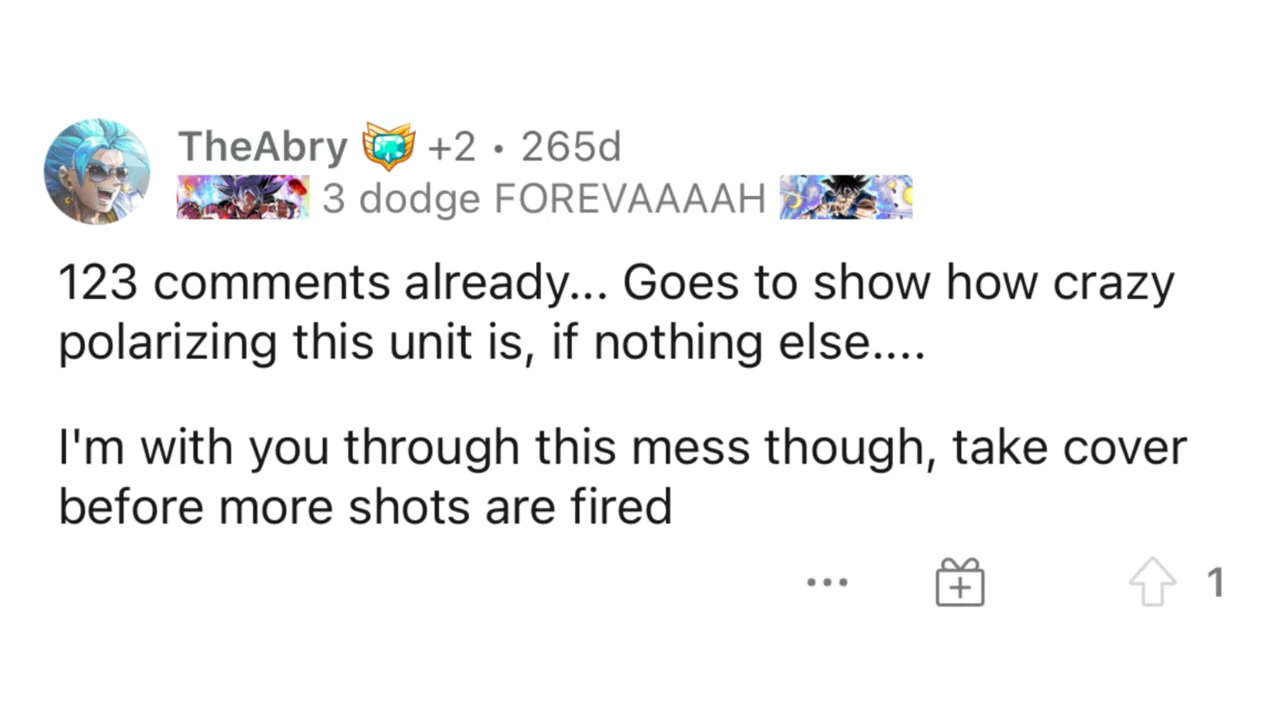 TheAbry +2 • 265d
3 dodge FOREVAAAAH
123 comments already... Goes to show how crazy
polarizing this unit is, if nothing else....
I'm with you through this mess though, take cover
before more shots are fired
1